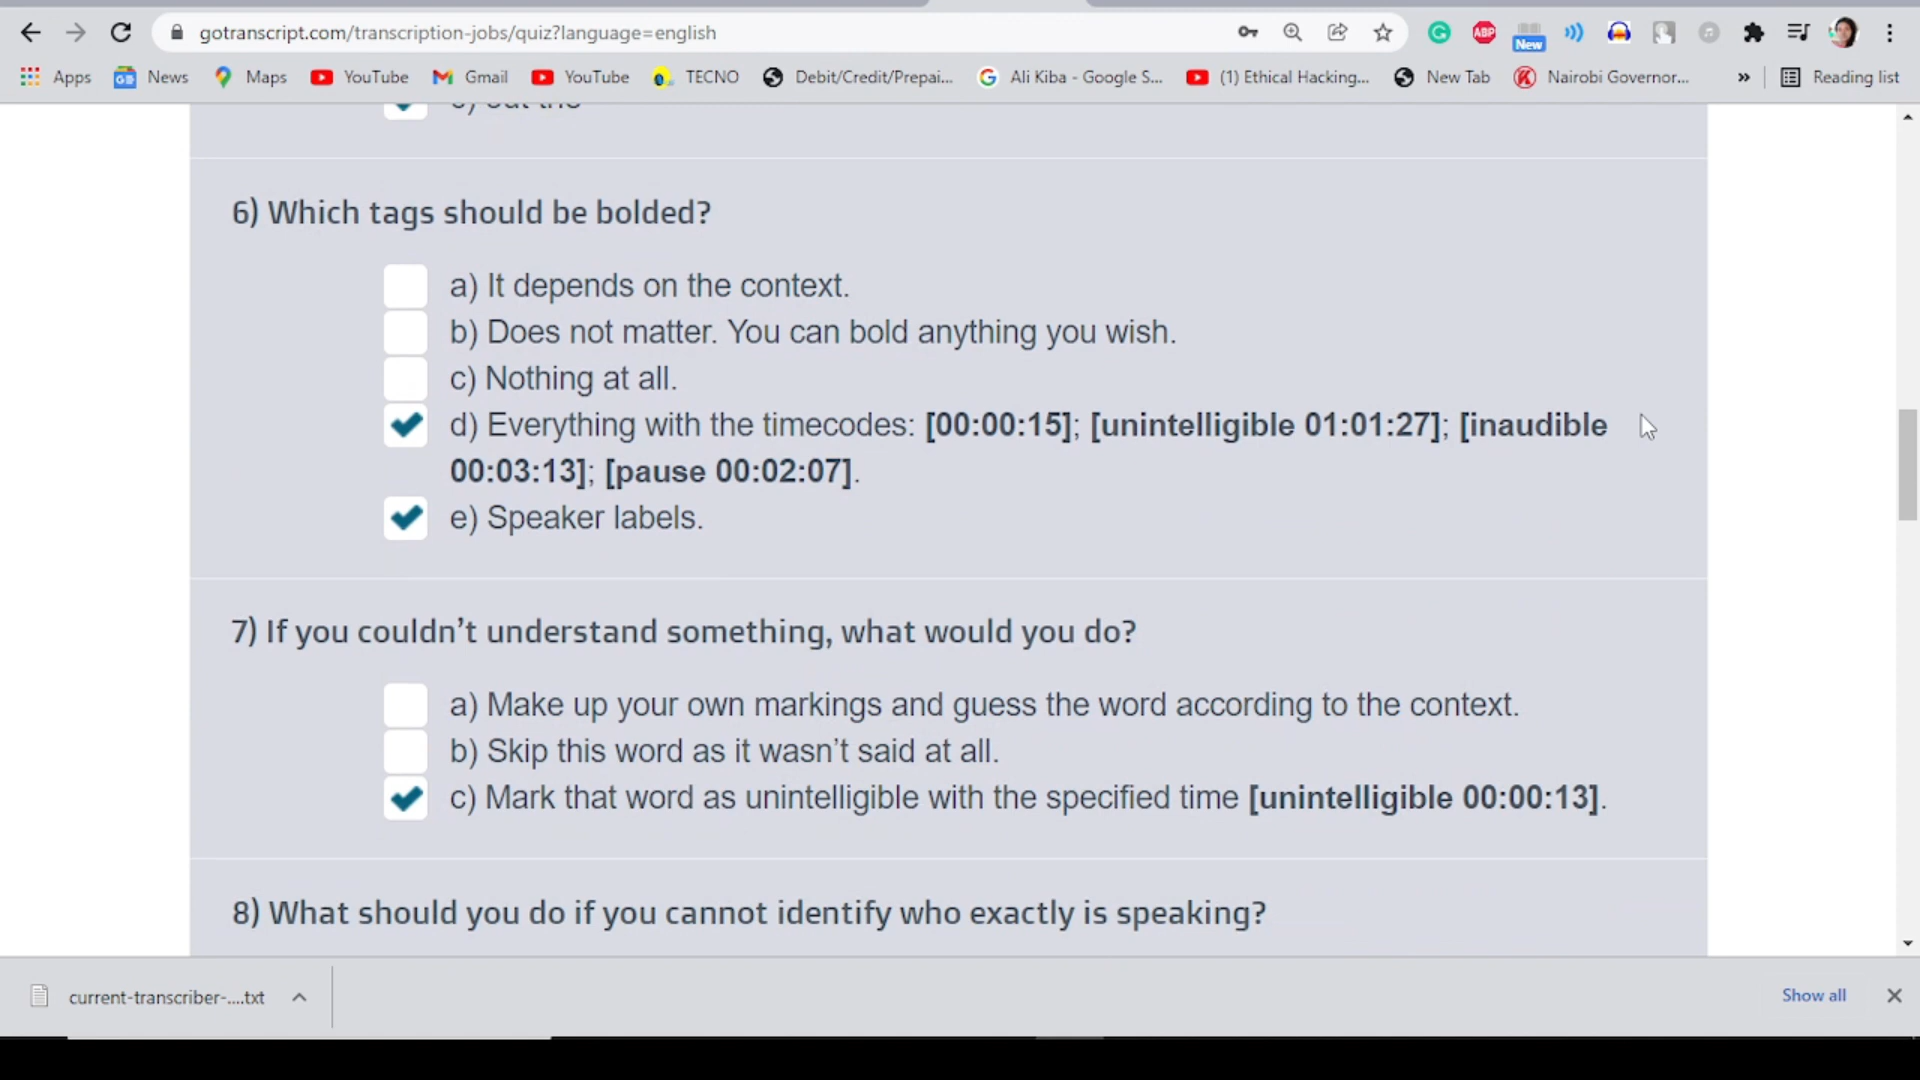 gotranscript.com/transcription-jobs/quiz?language=english
ABP
New
Apps
News
Maps
YouTube
Gmail
YouTube
TECNO
Debit/Credit/Prepai...
Ali Kiba - Google S...
(1) Ethical Hacking...
New Tab
Nairobi Governor...
»
Reading list
6) Which tags should be bolded?
a) It depends on the context.
b) Does not matter. You can bold anything you wish.
c) Nothing at all.
d) Everything with the timecodes: [00:00:15]; [unintelligible 01:01:27]; [inaudible
00:03:13]; [pause 00:02:07].
e) Speaker labels.
7) If you couldn’t understand something, what would you do?
a) Make up your own markings and guess the word according to the context.
b) Skip this word as it wasn’t said at all.
c) Mark that word as unintelligible with the specified time [unintelligible 00:00:13].
8) What should you do if you cannot identify who exactly is speaking?
current-transcriber-....txt
Show all